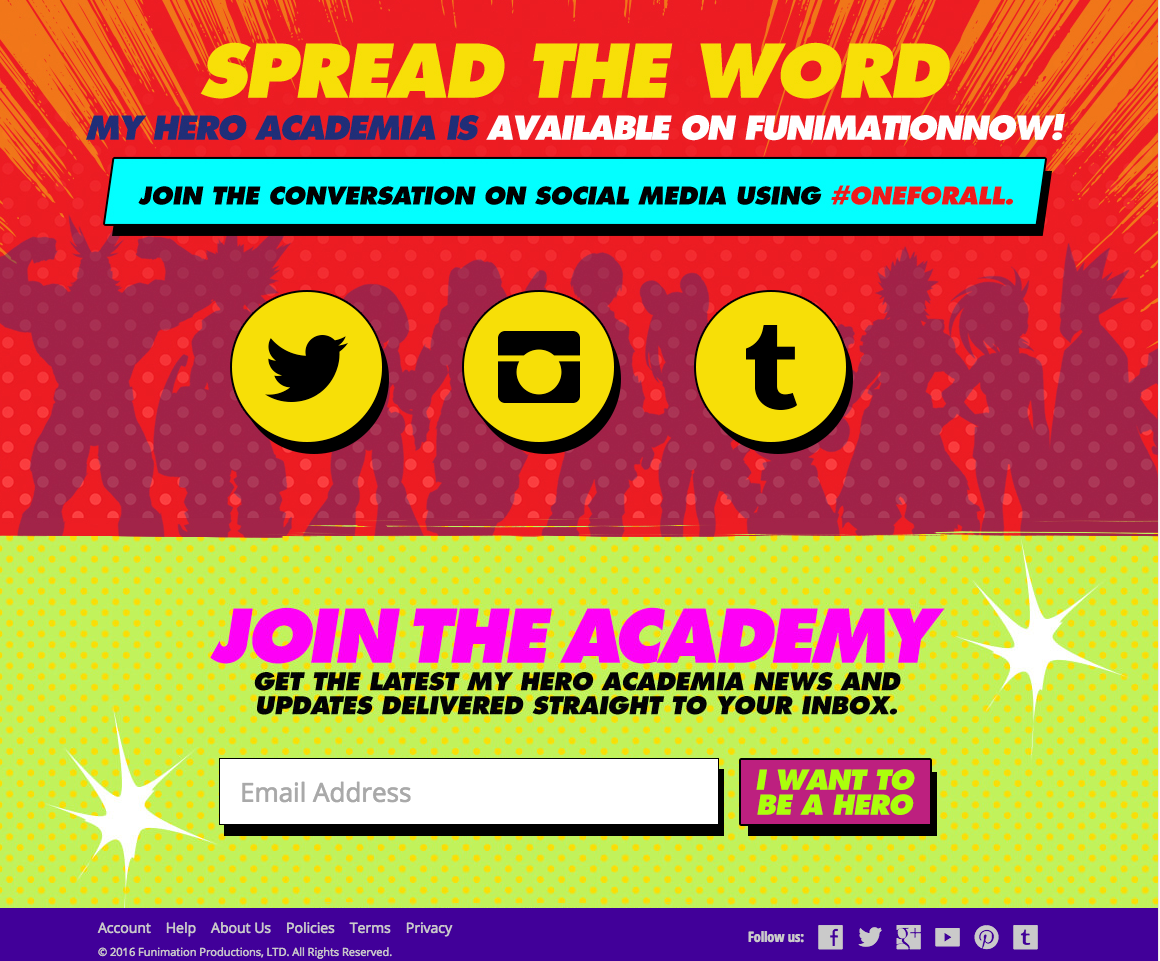 SPREAD THE WORD
MY HERO ACADEMIA IS AVAILABLE ON FUNIMATIONNOW!
JOIN THE CONVERSATION ON SOCIAL MEDIA USING #ONEFORALL.
JOIN THE ACADEMY
GET THE LATEST MY HERO ACADEMIA NEWS AND
UPDATES DELIVERED STRAIGHT TO YOUR INBOX.
Email Address
I WANT TO
BE A HERO
Account Help About Us Policies Terms Privacy
© 2016 Funimation Productions, LTD. All Rights Reserved.
Follow us: